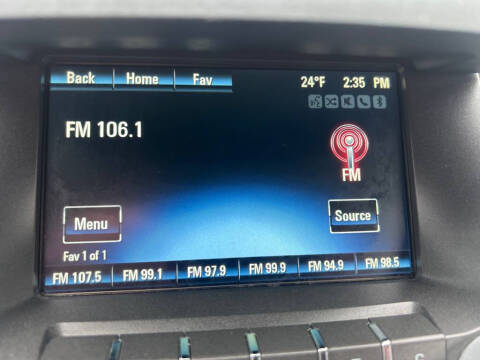 Back Home Fav 24°F 2:35 PM
FM 106.1
FM
Menu Source
Fav 1 of 1
FM 107.5 FM 99.1 FM 97.9 FM 99.9 FM 94.9 FM 98.5